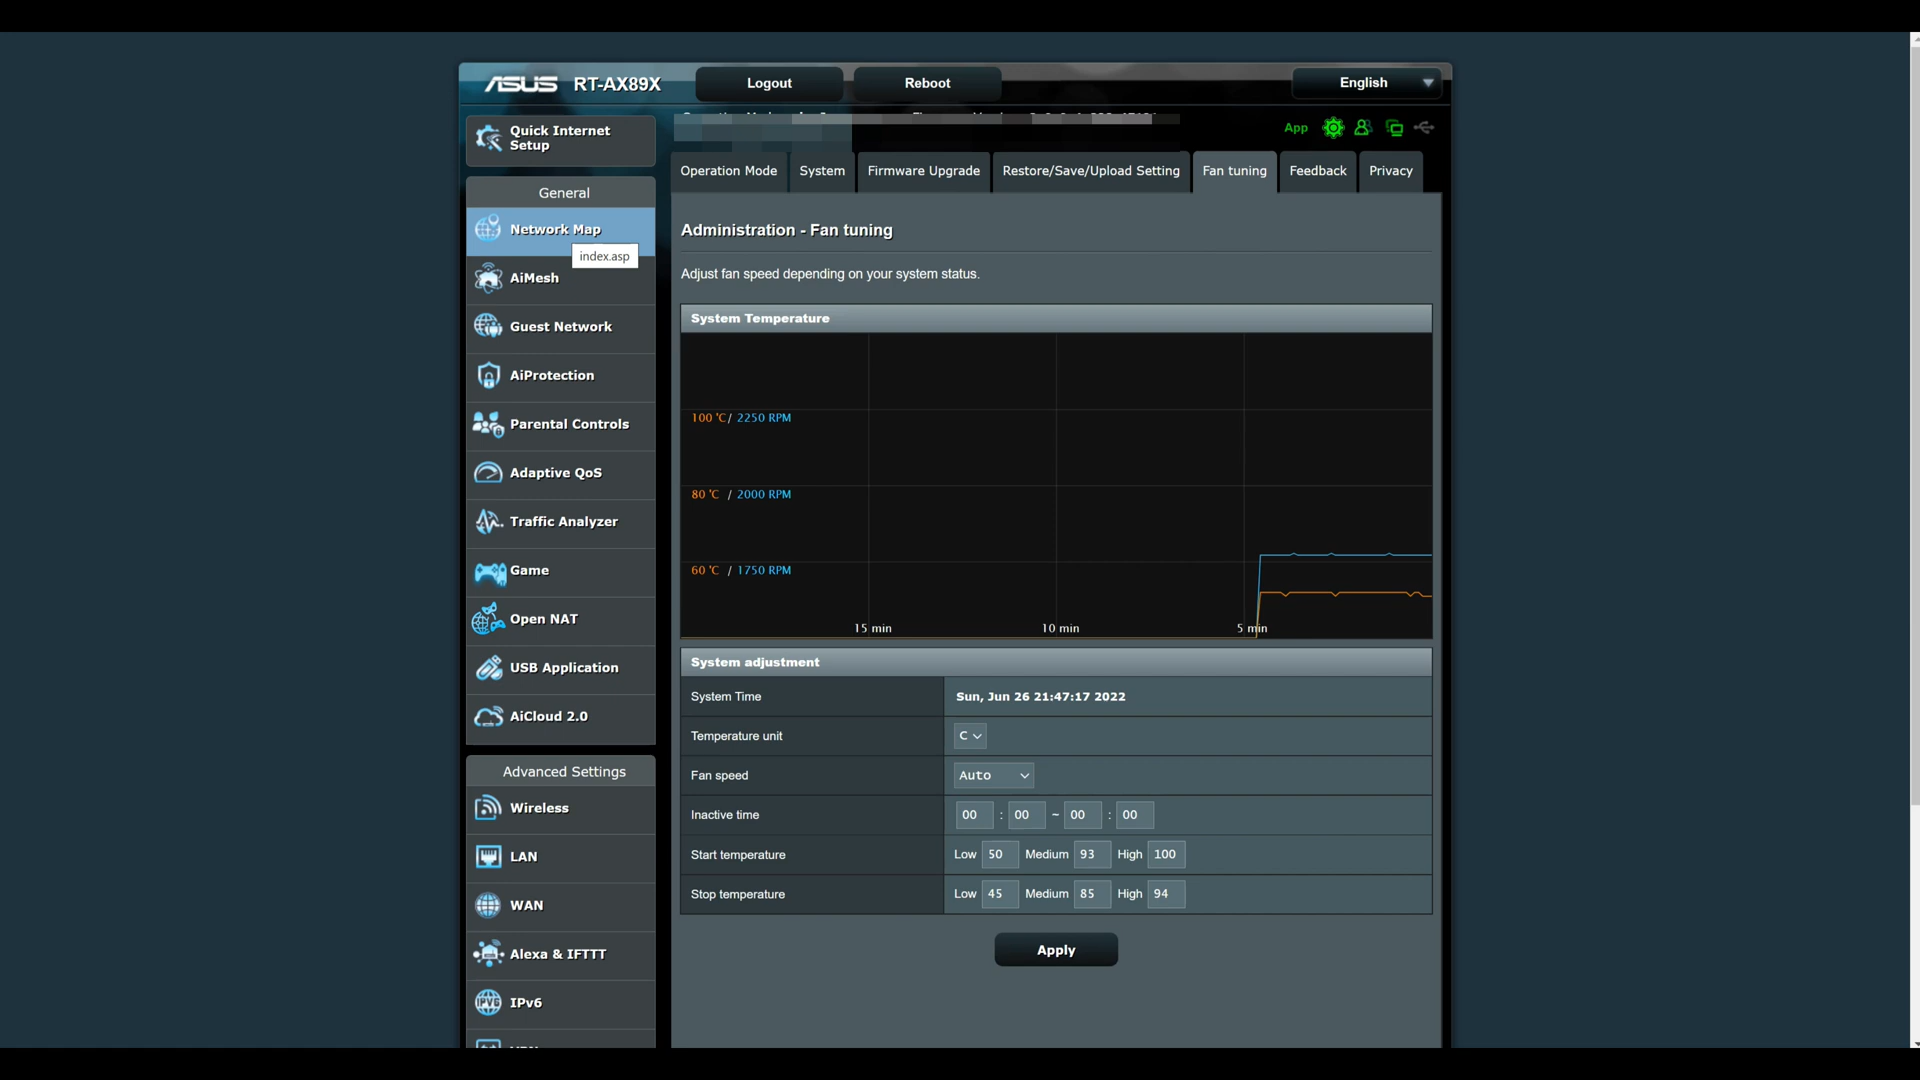 ASUS RT-AX89X Logout Reboot English
App
Quick Internet
Setup
General
Network Map
index.asp
AiMesh
Guest Network
AiProtection
Parental Controls
Adaptive QoS
Traffic Analyzer
Game
Open NAT
USB Application
AiCloud 2.0
Advanced Settings
Wireless
LAN
WAN
Alexa & IFTTT
IPv6
Operation Mode System Firmware Upgrade Restore/Save/Upload Setting Fan tuning Feedback Privacy
Administration - Fan tuning
Adjust fan speed depending on your system status.
System Temperature
100 'C/ 2250 RPM
80 'C / 2000 RPM
60 'C / 1750 RPM
15 min 10 min 5 min
System adjustment
System Time Sun, Jun 26 21:47:17 2022
Temperature unit C
Fan speed Auto
Inactive time 00 : 00 ~ 00 : 00
Start temperature Low 50 Medium 93 High 100
Stop temperature Low 45 Medium 85 High 94
Apply